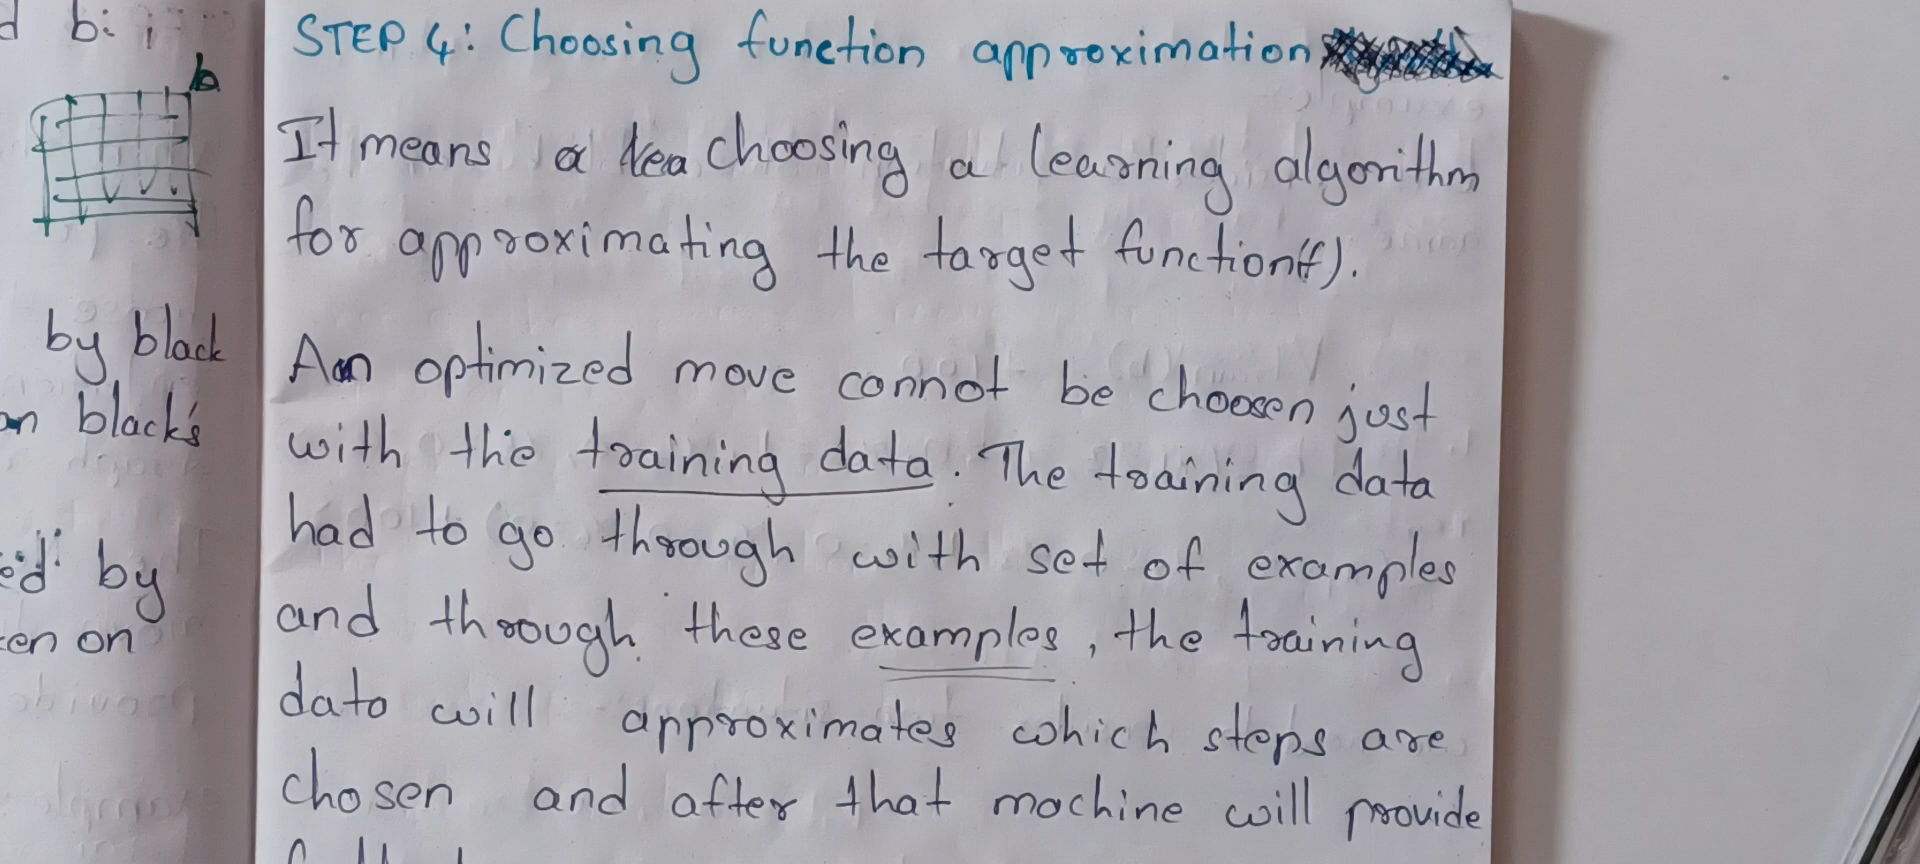 b:
b
by black
black's
by
on
STEP 4: Choosing function approximation
It means a choosing a learning algorithm
for approximating the target function(f).
An optimized move connot be choosen just
with the training data. The training data
had to go through with set of examples
and through these examples, the training
data will approximates which steps are
chosen and after that machine will provide